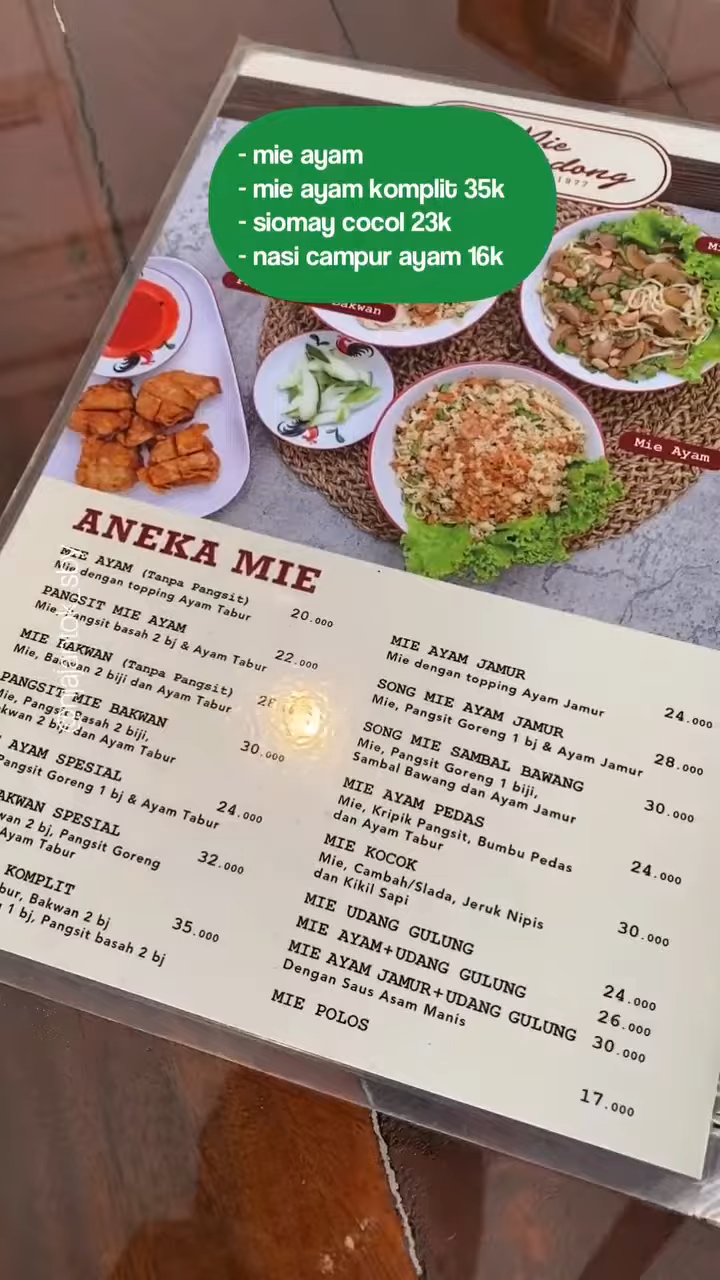 - mie ayam
- mie ayam komplit 35k
- siomay cocol 23k
- nasi campur ayam 16k
Mie
dong
1977
Bakwan
Mie Ayam
ANEKA MIE
MIE AYAM (Tanpa Pangsit)
Mie dengan topping Ayam Tabur
20.000
PANGSIT MIE AYAM
Mie, Pangsit basah 2 bj & Ayam Tabur
22.000
MIE BAKWAN (Tanpa Pangsit)
Mie, Bakwan 2 biji dan Ayam Tabur
PANGSIT MIE BAKWAN
Mie, Pangsit basah 2 biji,
kwan 2 biji dan Ayam Tabur
30.000
AYAM SPESIAL
Pangsit Goreng 1 bj & Ayam Tabur
24.000
AKWAN SPESIAL
wan 2 bj, Pangsit Goreng
Ayam Tabur
32.000
KOMPLIT
bur, Bakwan 2 bj
1 bj, Pangsit basah 2 bj
35.000
MIE AYAM JAMUR
Mie dengan topping Ayam Jamur
24.000
SONG MIE AYAM JAMUR
Mie, Pangsit Goreng 1 bj & Ayam Jamur
28.000
SONG MIE SAMBAL BAWANG
Mie, Pangsit Goreng 1 biji,
Sambal Bawang dan Ayam Jamur
30.000
MIE AYAM PEDAS
Mie, Kripik Pangsit, Bumbu Pedas
dan Ayam Tabur
24.000
MIE KOCOK
Mie, Cambah/Slada, Jeruk Nipis
dan Kikil Sapi
30.000
MIE UDANG GULUNG
24.000
MIE AYAM+UDANG GULUNG
26.000
MIE AYAM JAMUR+UDANG GULUNG
Dengan Saus Asam Manis
30.000
MIE POLOS
17.000